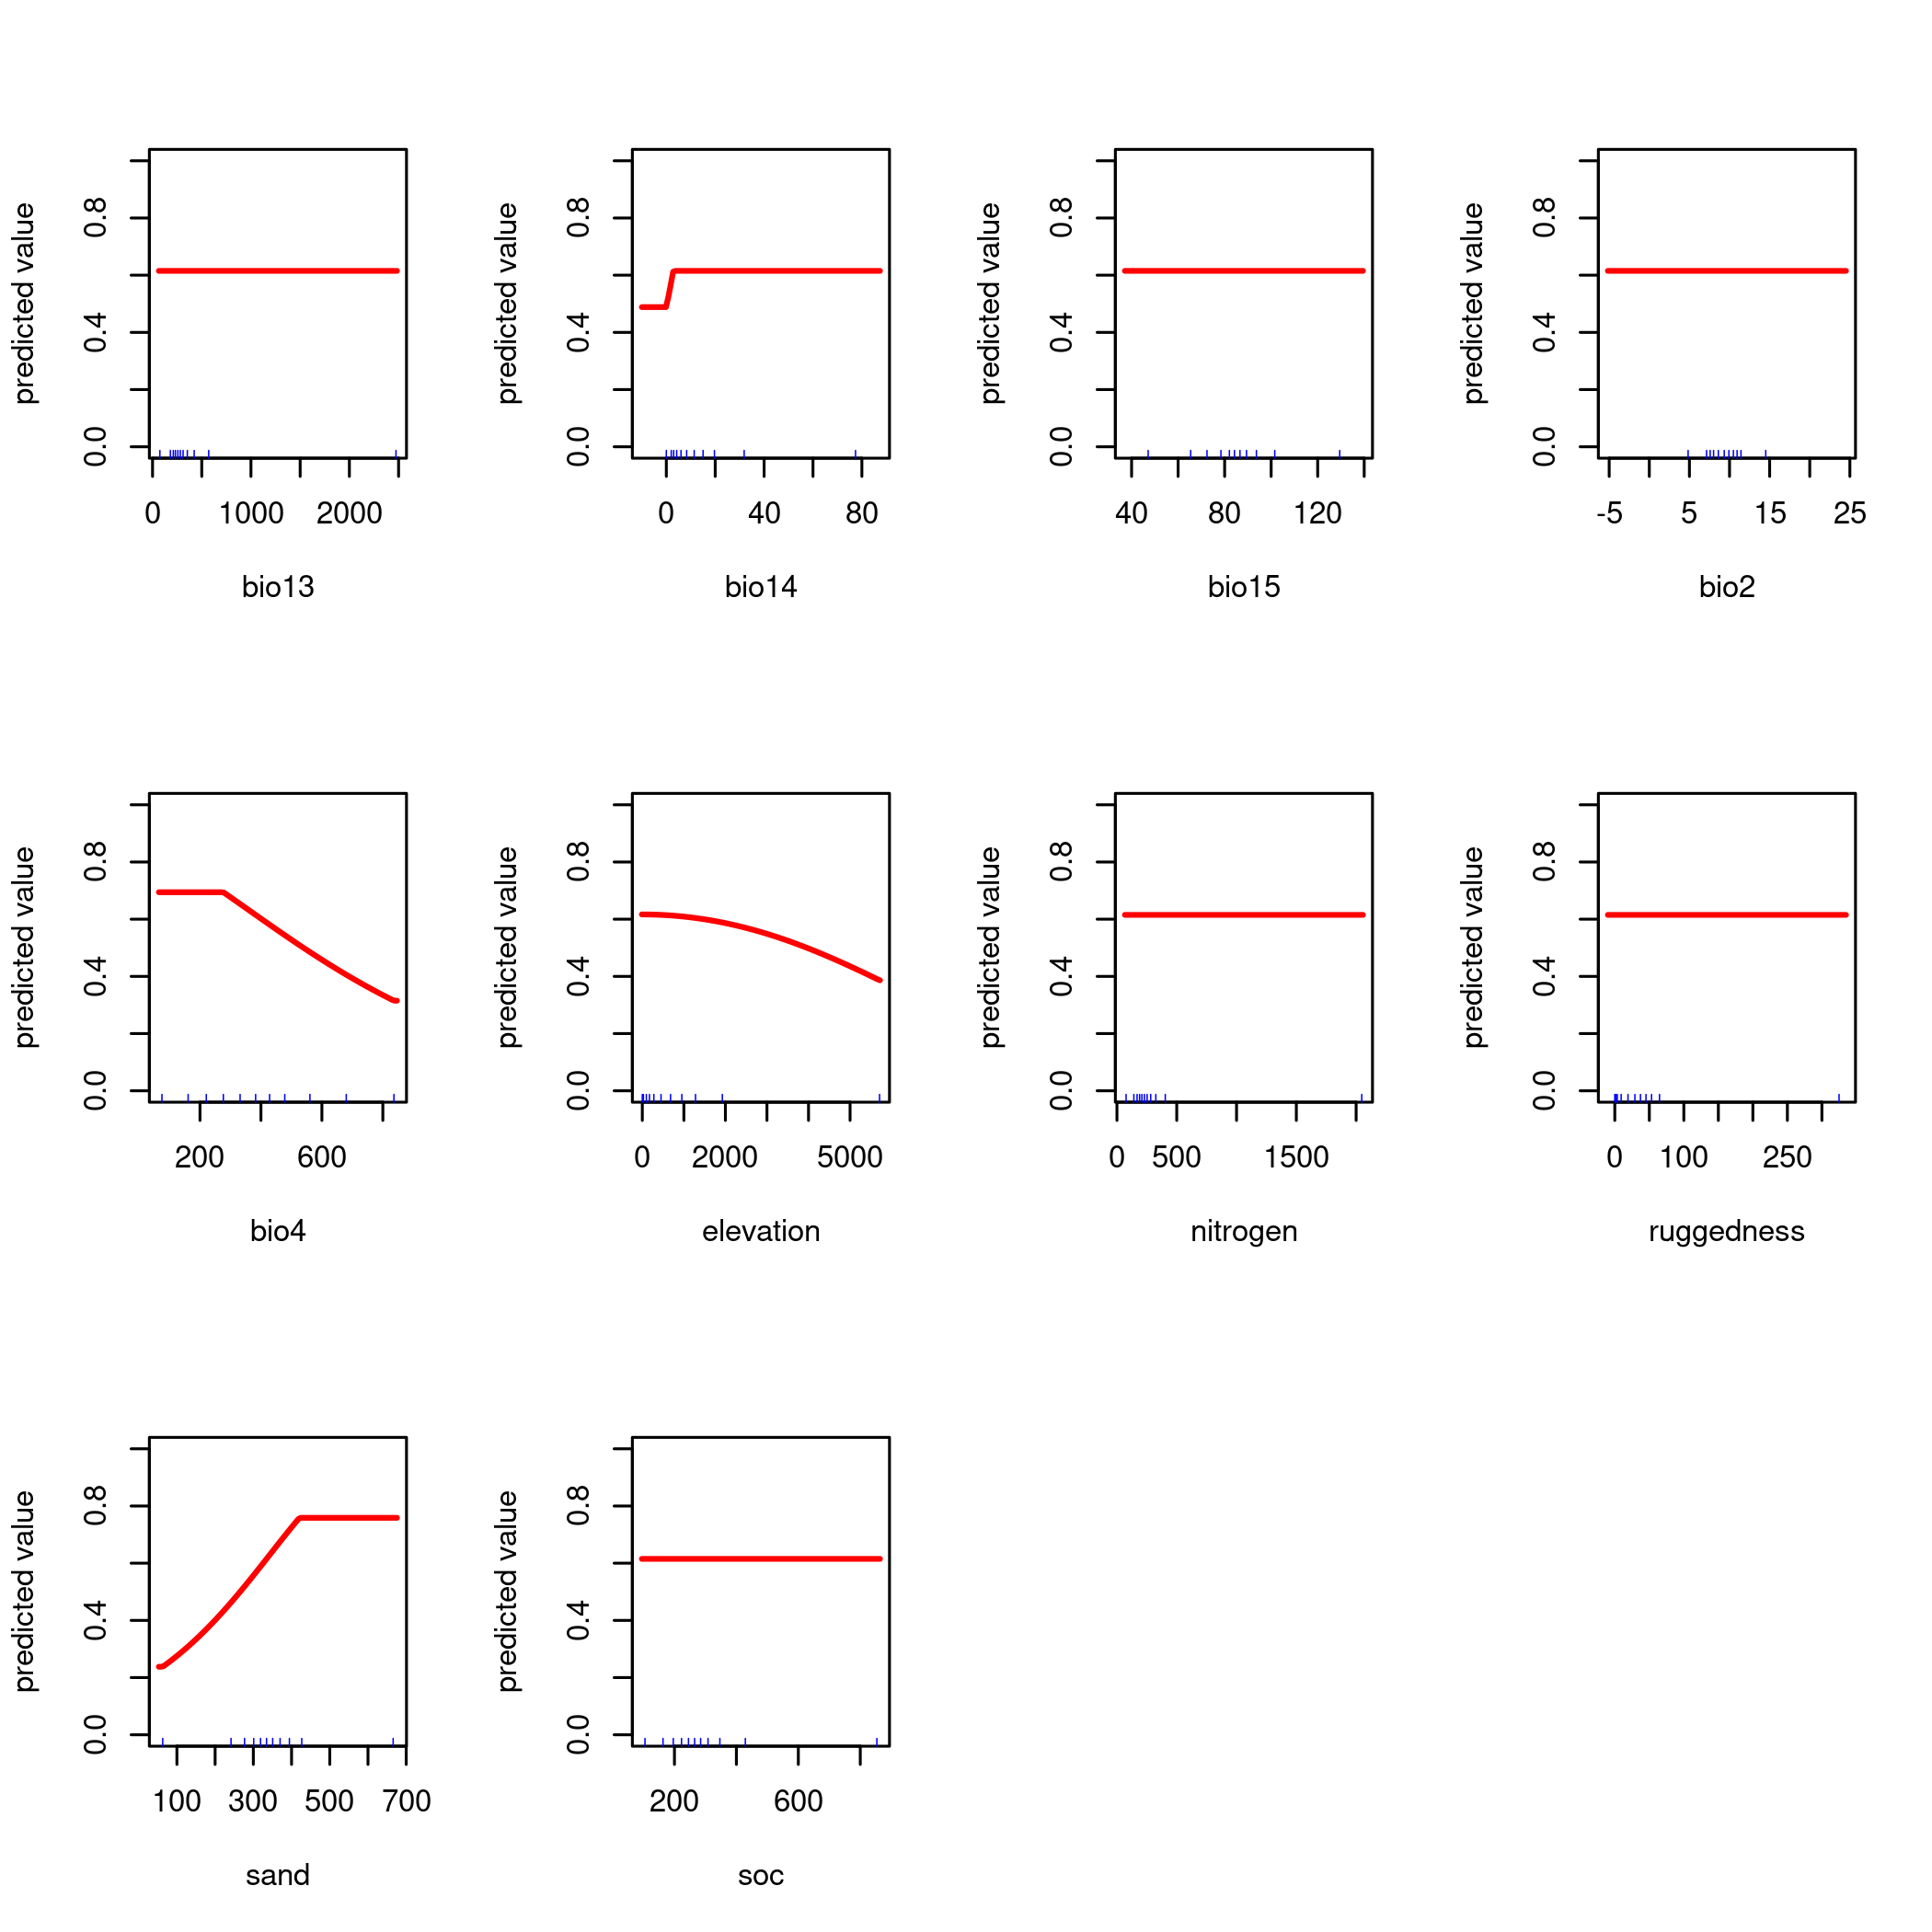 predicted value
0.0 0.4 0.8
0 1000 2000
bio13
predicted value
0.0 0.4 0.8
0 40 80
bio14
predicted value
0.0 0.4 0.8
40 80 120
bio15
predicted value
0.0 0.4 0.8
-5 5 15 25
bio2
predicted value
0.0 0.4 0.8
200 600
bio4
predicted value
0.0 0.4 0.8
0 2000 5000
elevation
predicted value
0.0 0.4 0.8
0 500 1500
nitrogen
predicted value
0.0 0.4 0.8
0 100 250
ruggedness
predicted value
0.0 0.4 0.8
100 300 500 700
sand
predicted value
0.0 0.4 0.8
200 600
soc